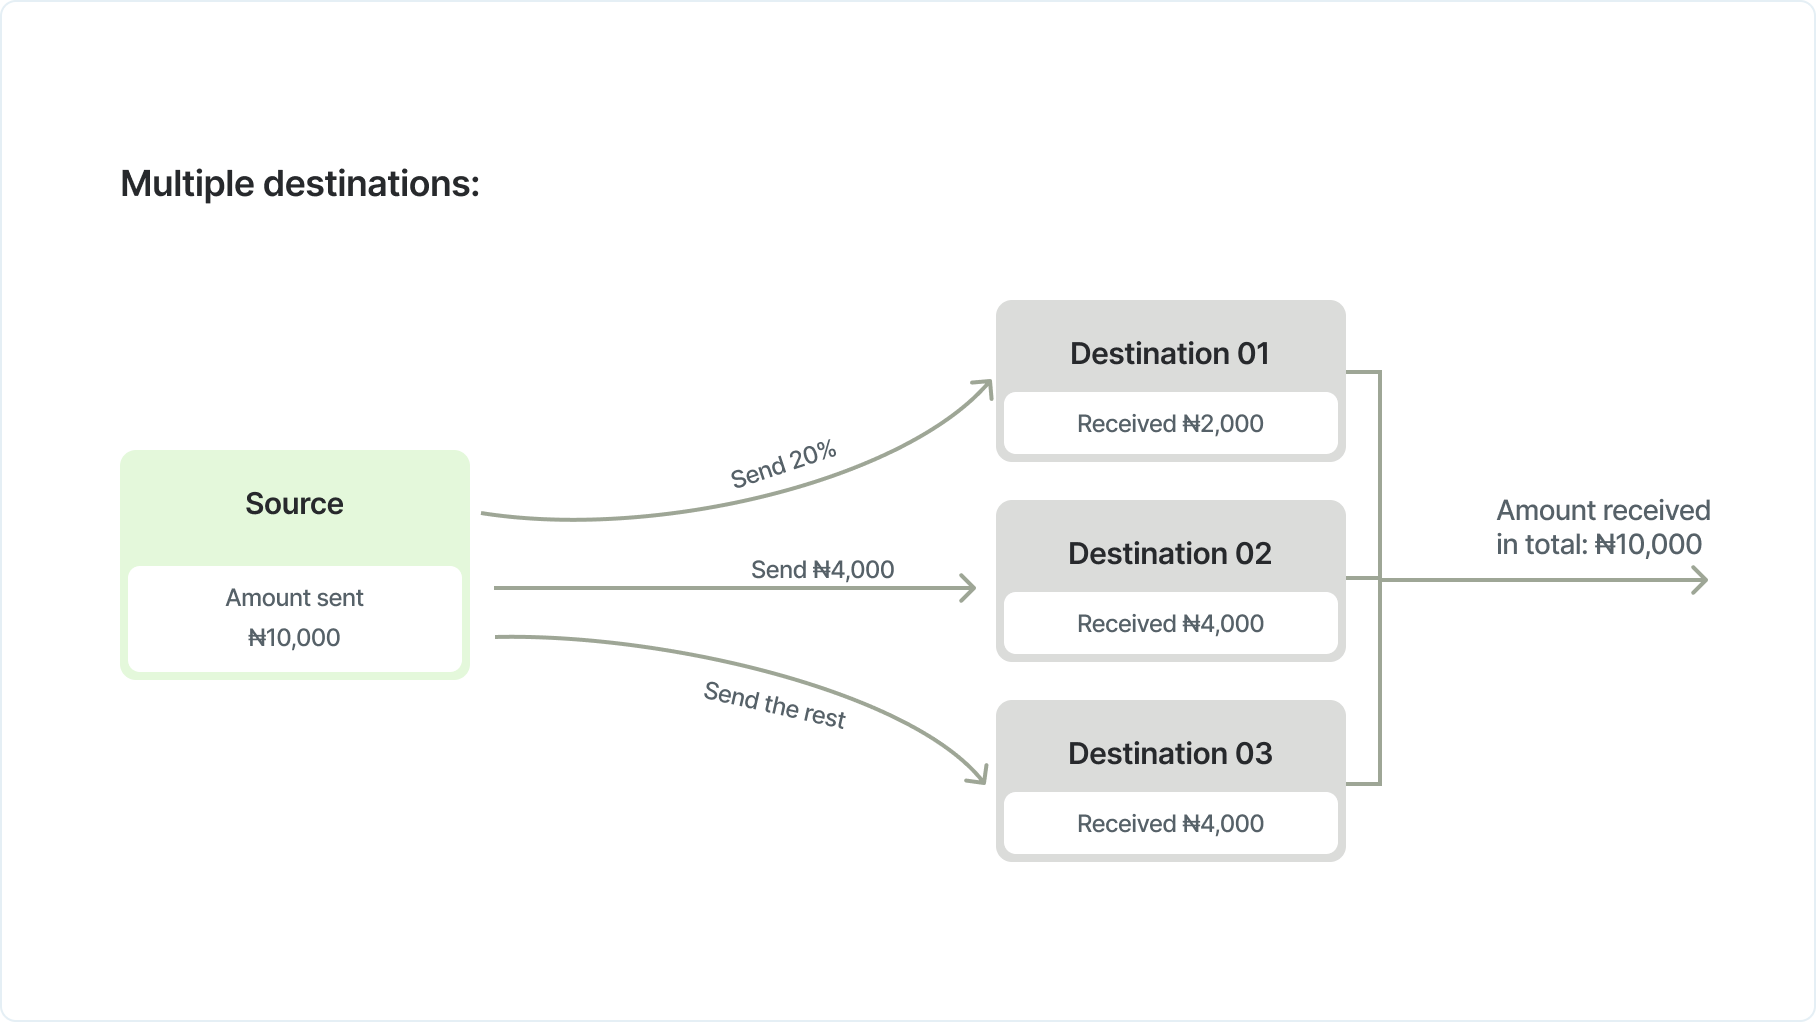 Multiple destinations:
Source
Amount sent
₦10,000
Send 20%
Send ₦4,000
Send the rest
Destination 01
Received ₦2,000
Destination 02
Received ₦4,000
Destination 03
Received ₦4,000
Amount received
in total: ₦10,000